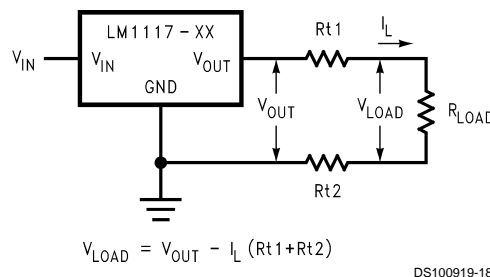 LM1117-XX
Rt1
I_L
V_IN
V_IN
V_OUT
GND
V_OUT
V_LOAD
R_LOAD
Rt2
V_LOAD = V_OUT - I_L (Rt1+Rt2)
DS100919-18